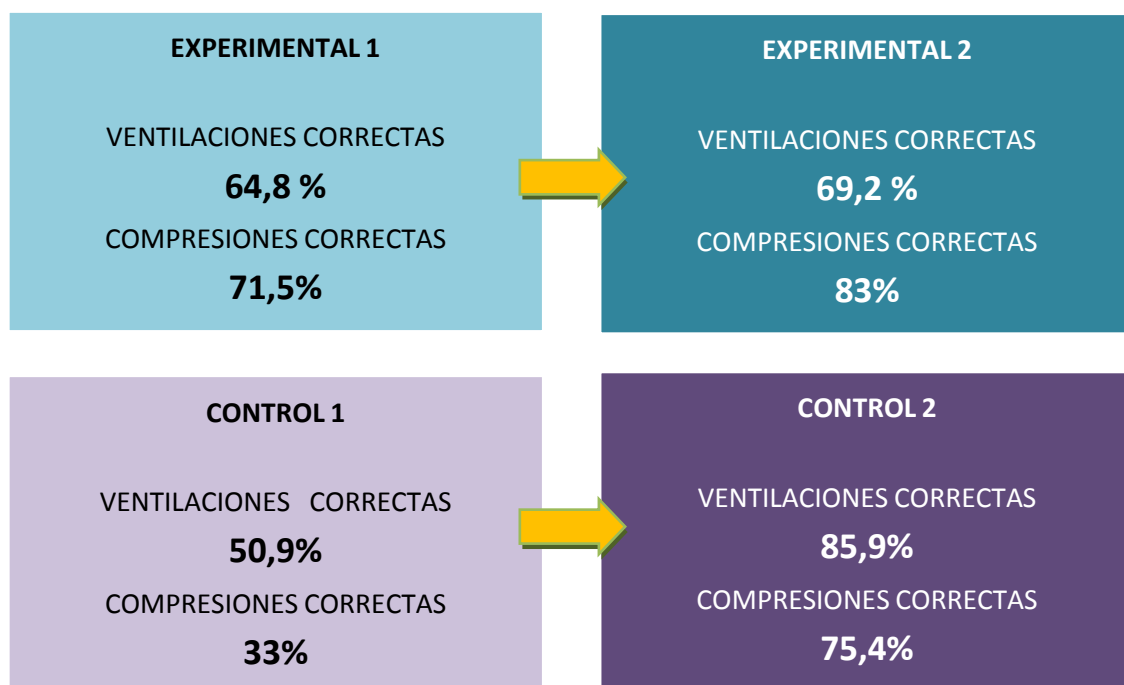 EXPERIMENTAL 1
VENTILACIONES CORRECTAS
64,8 %
COMPRESIONES CORRECTAS
71,5%
EXPERIMENTAL 2
VENTILACIONES CORRECTAS
69,2 %
COMPRESIONES CORRECTAS
83%
CONTROL 1
VENTILACIONES CORRECTAS
50,9%
COMPRESIONES CORRECTAS
33%
CONTROL 2
VENTILACIONES CORRECTAS
85,9%
COMPRESIONES CORRECTAS
75,4%